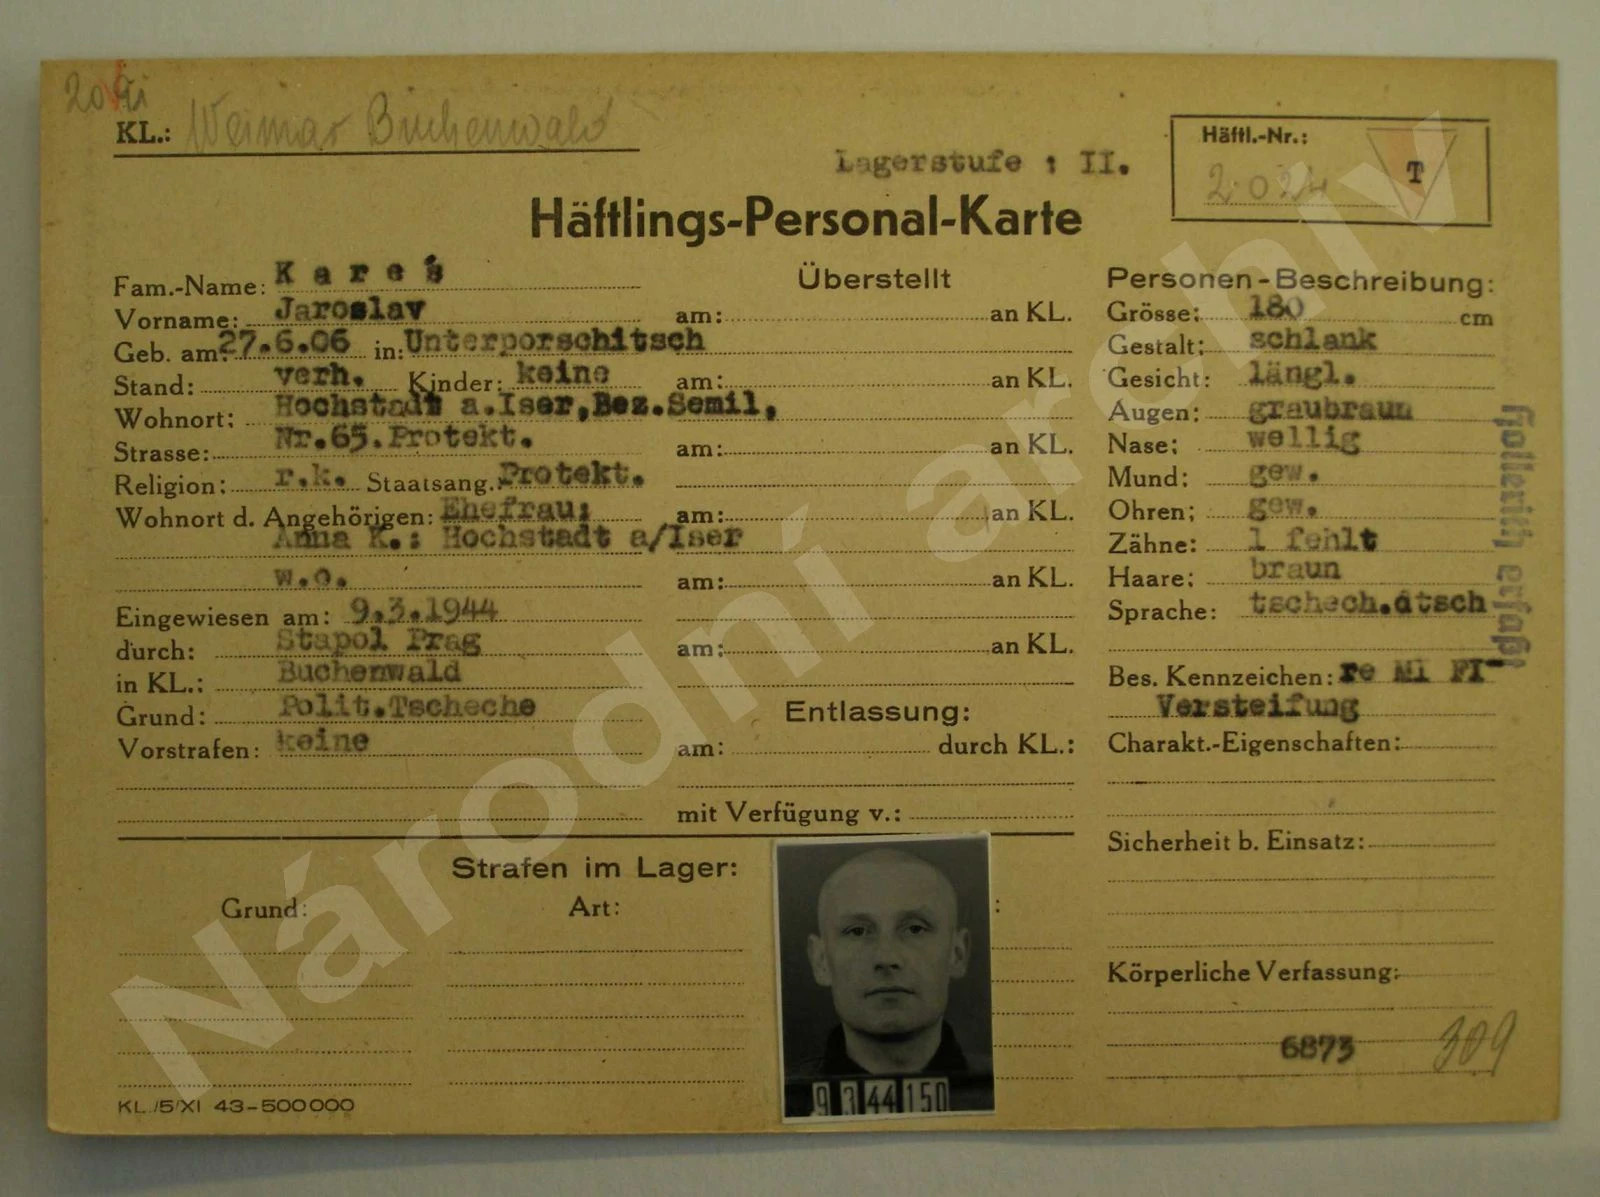 KL.: Weimar Buchenwald
Lagerstufe : II.
Häftl.-Nr.:
2024
T
Häftlings-Personal-Karte
Fam.-Name: Kareš
Vorname: Jaroslav
Geb. am: 27.6.06 in: Unterporschitsch
Stand: verh. Kinder: keine
Wohnort: Hochstadt a.Iser,Bez.Semil,
Strasse: Nr.65.Protekt.
Religion: r.k. Staatsang. Protekt.
Wohnort d. Angehörigen: Ehefrau:
Anna K.: Hochstadt a/Iser
w.o.
Eingewiesen am: 9.3.1944
durch: Stapol Prag
in KL.: Buchenwald
Grund: Polit.Tscheche
Vorstrafen: keine
Überstellt
am: an KL.
am: an KL.
am: an KL.
am: an KL.
am: an KL.
am: an KL.
Entlassung:
am: durch KL.:
mit Verfügung v.:
Personen-Beschreibung:
Grösse: 180 cm
Gestalt: schlank
Gesicht: längl.
Augen: graubraun
Nase: wellig
Mund: gew.
Ohren: gew.
Zähne: 1 fehlt
Haare: braun
Sprache: tschech.dtsch
Bes. Kennzeichen: re Mi FI-
Versteifung
Charakt.-Eigenschaften:
Sicherheit b. Einsatz:
Körperliche Verfassung:
6873
309
Hollerith erfaßt
Strafen im Lager:
Grund: Art: :
9 3 44 150
KL/5/XI 43-500000
Národní archiv